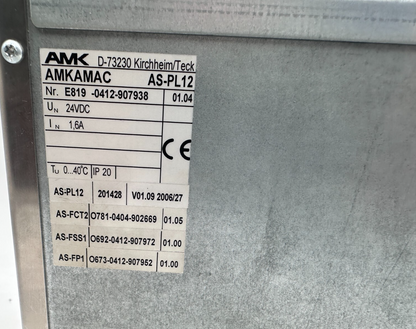 AMK D-73230 Kirchheim/Teck
AMKAMAC AS-PL12
Nr. E819 -0412-907938 01.04
UN 24VDC
IN 1,6A
CE
TU 0...40°C IP 20
AS-PL12 201428 V01.09 2006/27
AS-FCT2 O781-0404-902669 01.05
AS-FSS1 O692-0412-907972 01.00
AS-FP1 O673-0412-907952 01.00